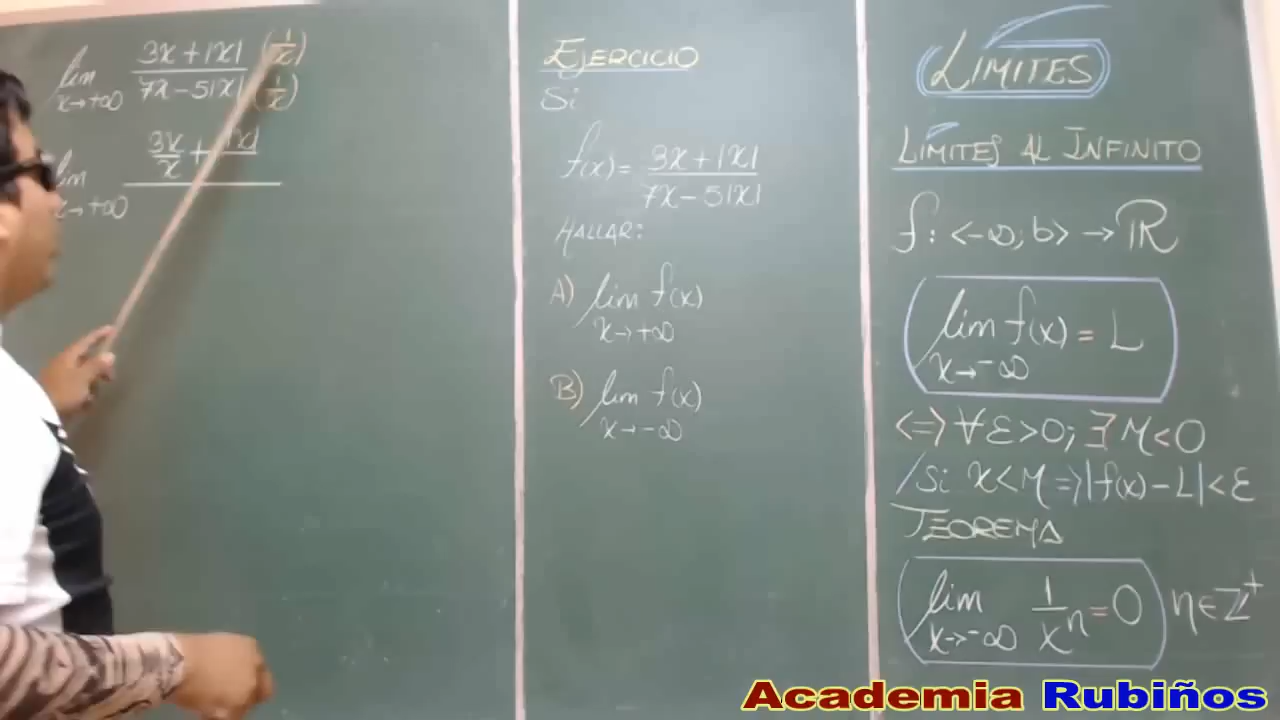 lim x→+∞ (3x+|x|)/(7x-5|x|) (1/x)/(1/x)
lim x→+∞ 3x/x + |x|
EJERCICIO
Si
f(x) = (3x+|x|)/(7x-5|x|)
HALLAR:
A) lim f(x)
x→+∞
B) lim f(x)
x→-∞
LÍMITES
LÍMITES AL INFINITO
f: <-∞; b> → ℝ
lim f(x) = L
x→-∞
<=> ∀ε>0; ∃ M<0
/Si x<M => |f(x)-L|<ε
TEOREMA
lim 1/xⁿ = 0 n∈ℤ⁺
x→-∞
Academia Rubiños